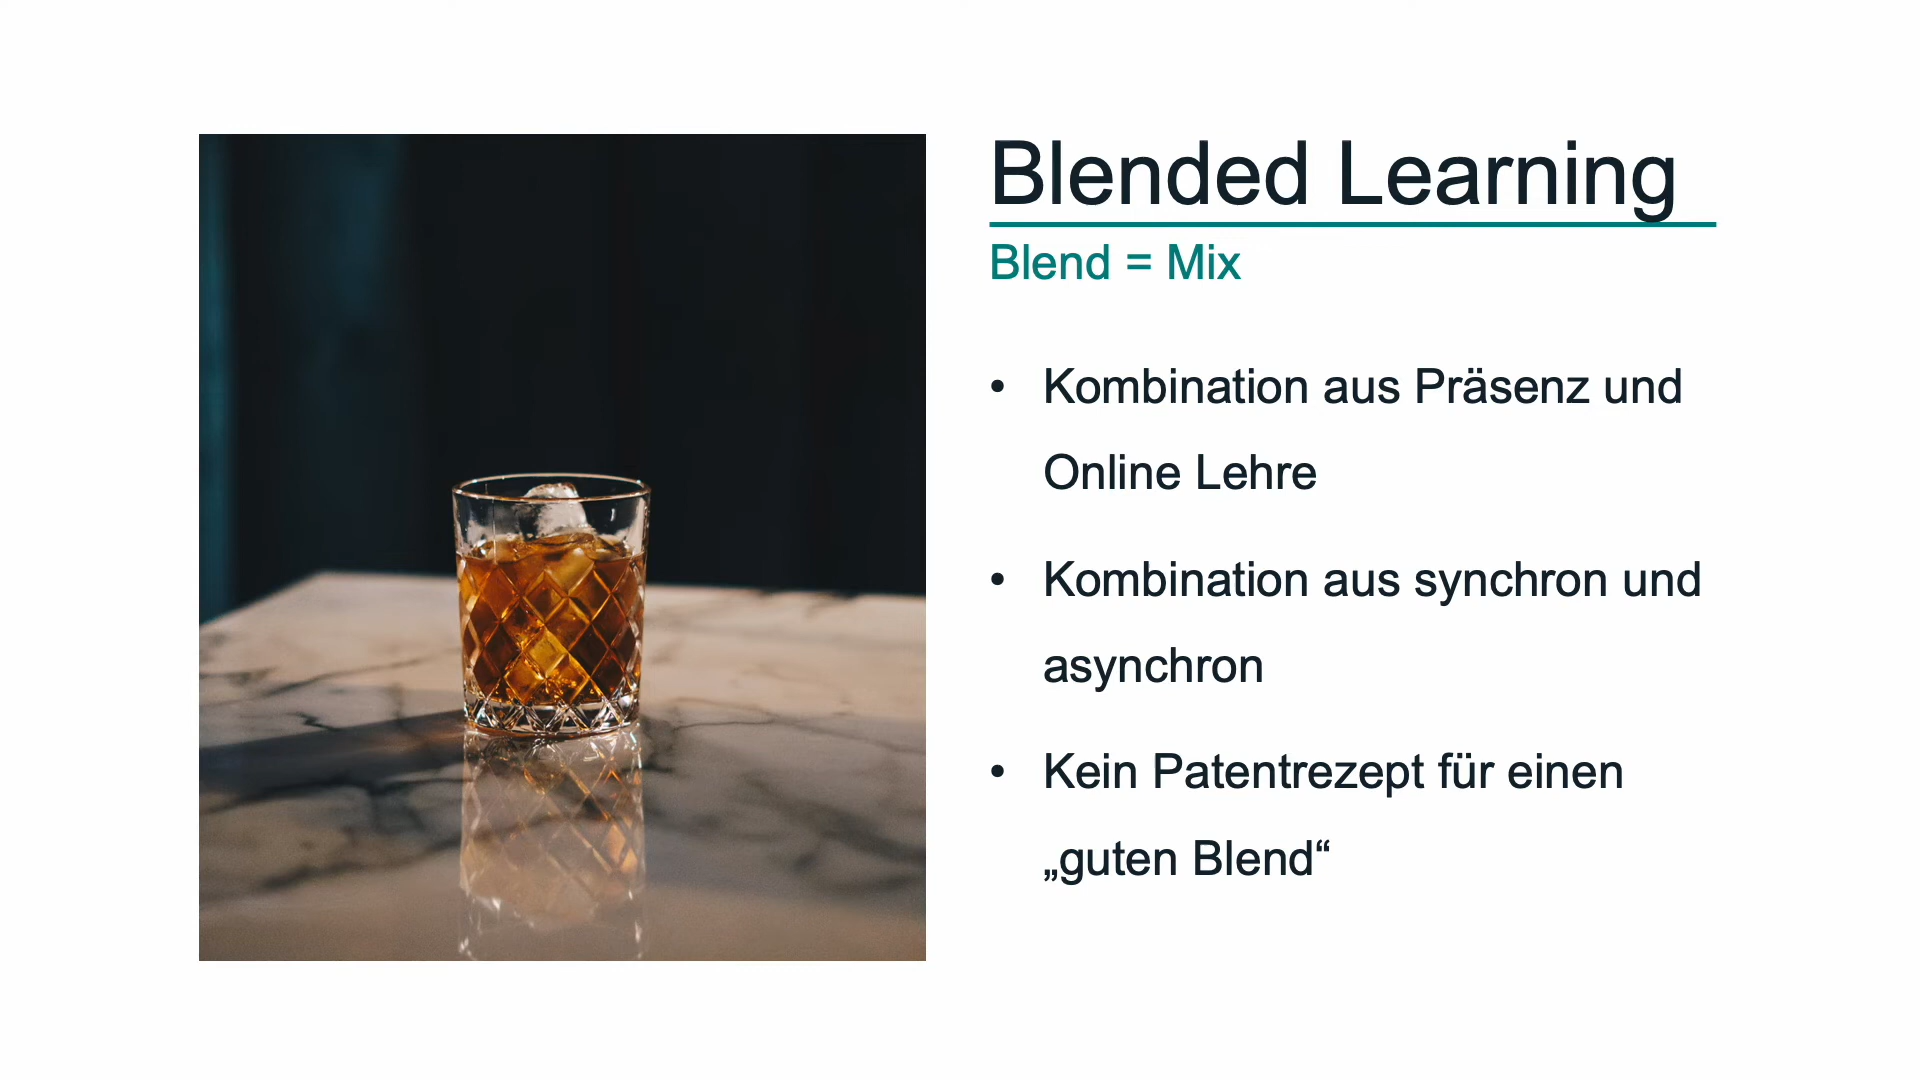 Blended Learning
Blend = Mix
• Kombination aus Präsenz und
Online Lehre
• Kombination aus synchron und
asynchron
• Kein Patentrezept für einen
„guten Blend“